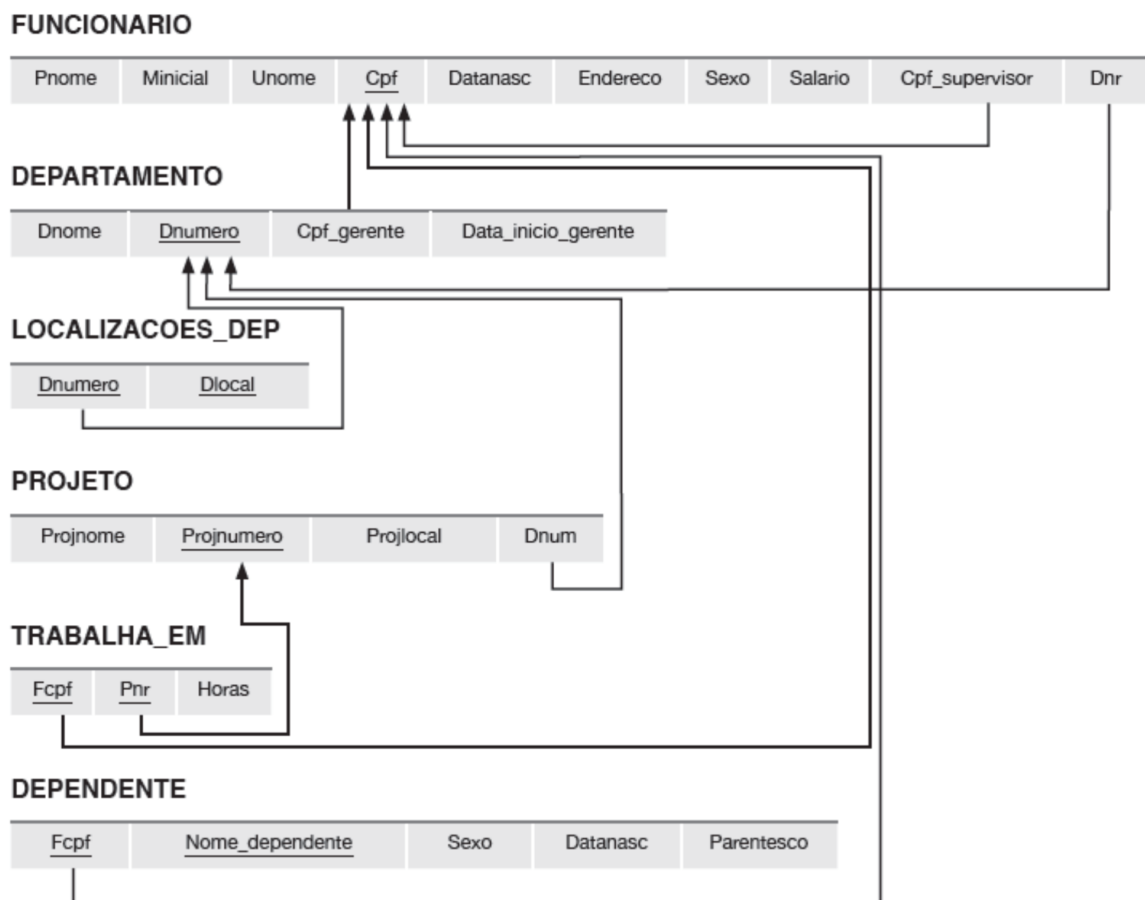 FUNCIONARIO
Pnome Minicial Unome Cpf Datanasc Endereco Sexo Salario Cpf_supervisor Dnr
DEPARTAMENTO
Dnome Dnumero Cpf_gerente Data_inicio_gerente
LOCALIZACOES_DEP
Dnumero Dlocal
PROJETO
Projnome Projnumero Projlocal Dnum
TRABALHA_EM
Fcpf Pnr Horas
DEPENDENTE
Fcpf Nome_dependente Sexo Datanasc Parentesco